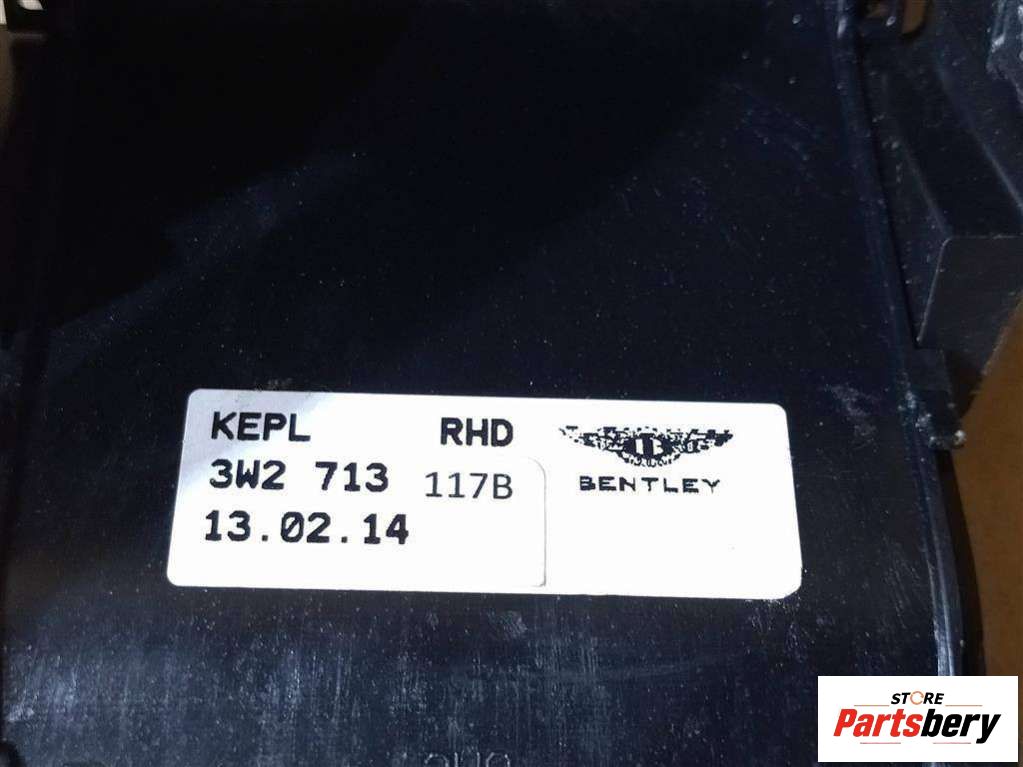 KEPL RHD
3W2 713 117B
13.02.14
BENTLEY
STORE
Partsbery